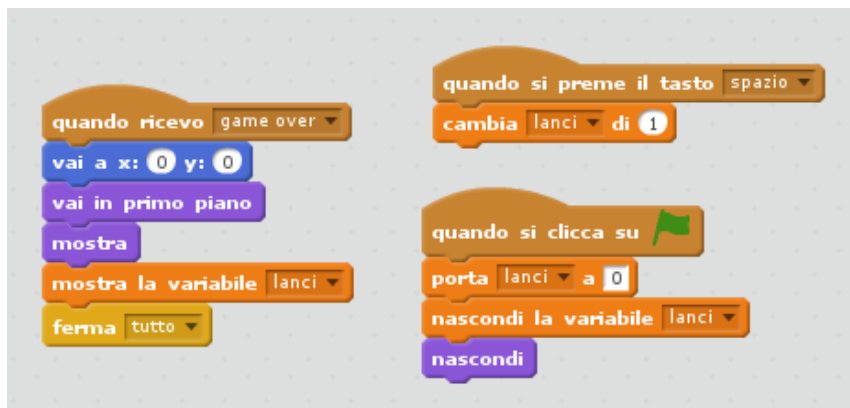 quando ricevo game over
vai a x: 0 y: 0
vai in primo piano
mostra
mostra la variabile lanci
ferma tutto
quando si preme il tasto spazio
cambia lanci di 1
quando si clicca su
porta lanci a 0
nascondi la variabile lanci
nascondi